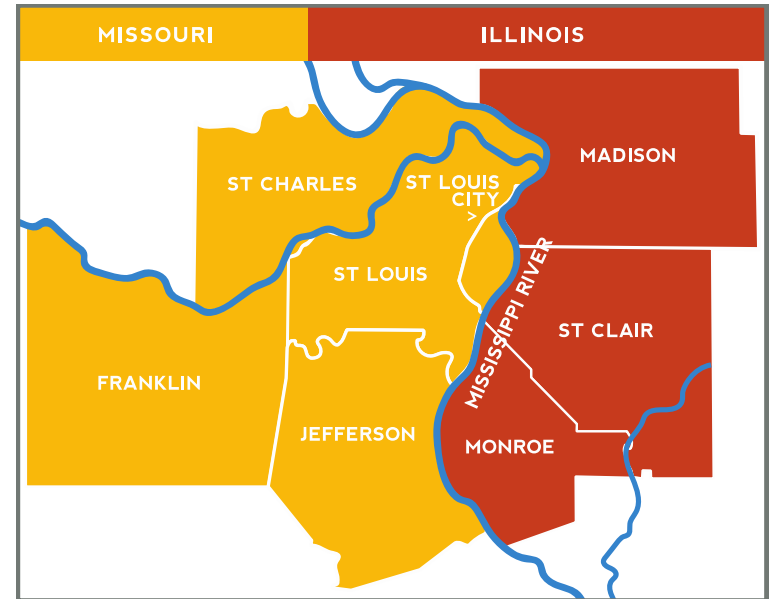 MISSOURI
ILLINOIS
MADISON
ST CHARLES
ST LOUIS
CITY
>
ST LOUIS
MISSISSIPPI RIVER
ST CLAIR
FRANKLIN
JEFFERSON
MONROE